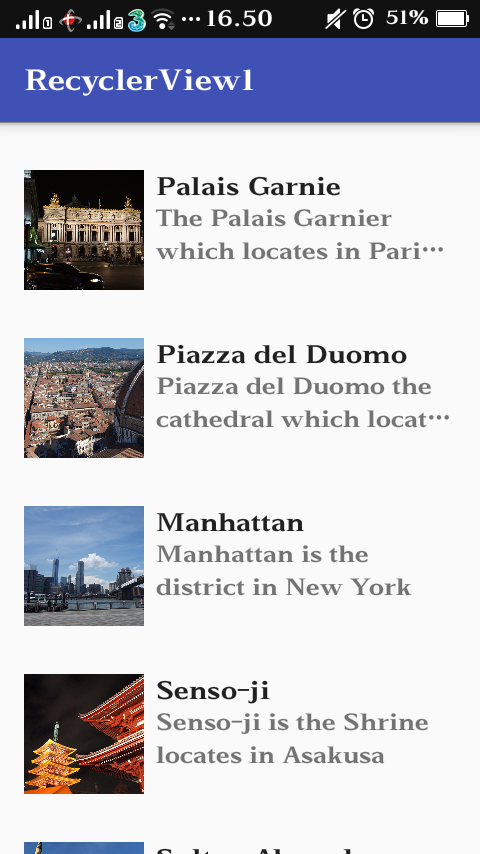 16.50
51%
RecyclerView1
Palais Garnie
The Palais Garnier
which locates in Pari…
Piazza del Duomo
Piazza del Duomo the
cathedral which locat…
Manhattan
Manhattan is the
district in New York
Senso-ji
Senso-ji is the Shrine
locates in Asakusa